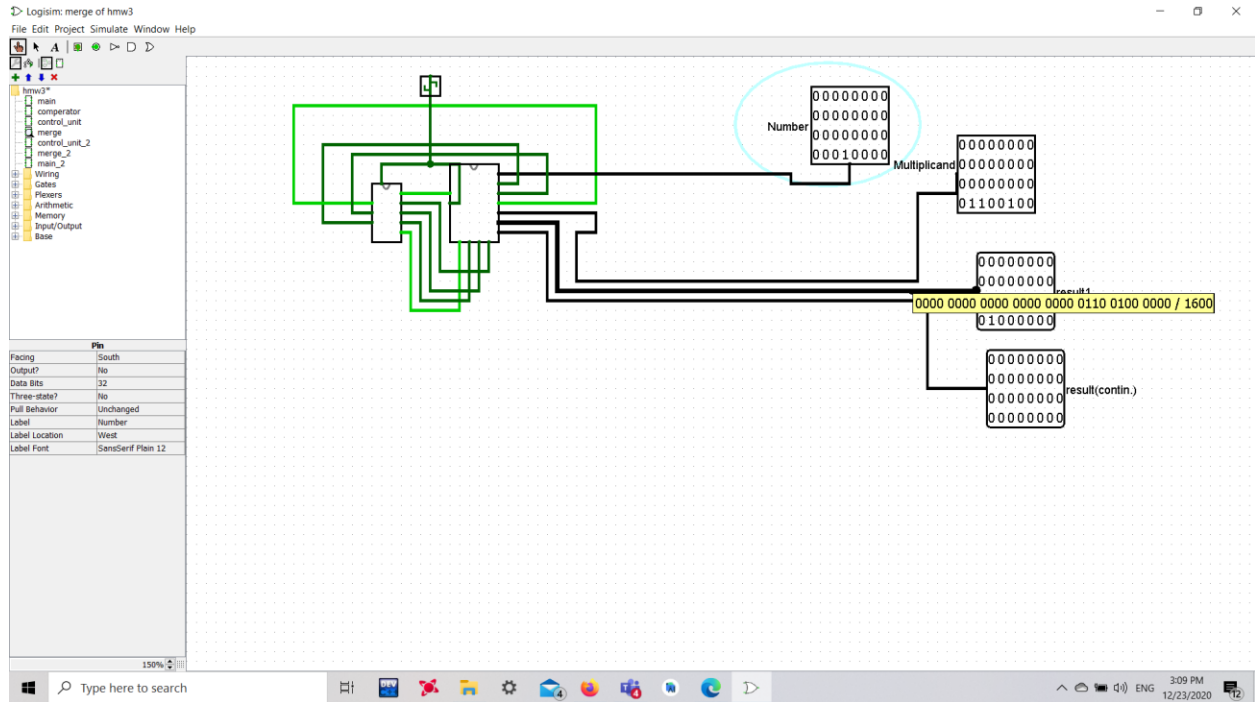 Logisim: merge of hmw3
File Edit Project Simulate Window Help
A
hmw3*
main
comperator
control_unit
merge
control_unit_2
merge_2
main_2
Wiring
Gates
Plexers
Arithmetic
Memory
Input/Output
Base
Pin
Facing South
Output? No
Data Bits 32
Three-state? No
Pull Behavior Unchanged
Label Number
Label Location West
Label Font SansSerif Plain 12
150%
Number
00000000
00000000
00000000
00010000
Multiplicand
00000000
00000000
00000000
01100100
00000000
00000000
result1
0000 0000 0000 0000 0000 0110 0100 0000 / 1600
01000000
00000000
00000000
00000000
00000000
result(contin.)
Type here to search
DEV
4
4
ENG
3:09 PM
12/23/2020
12